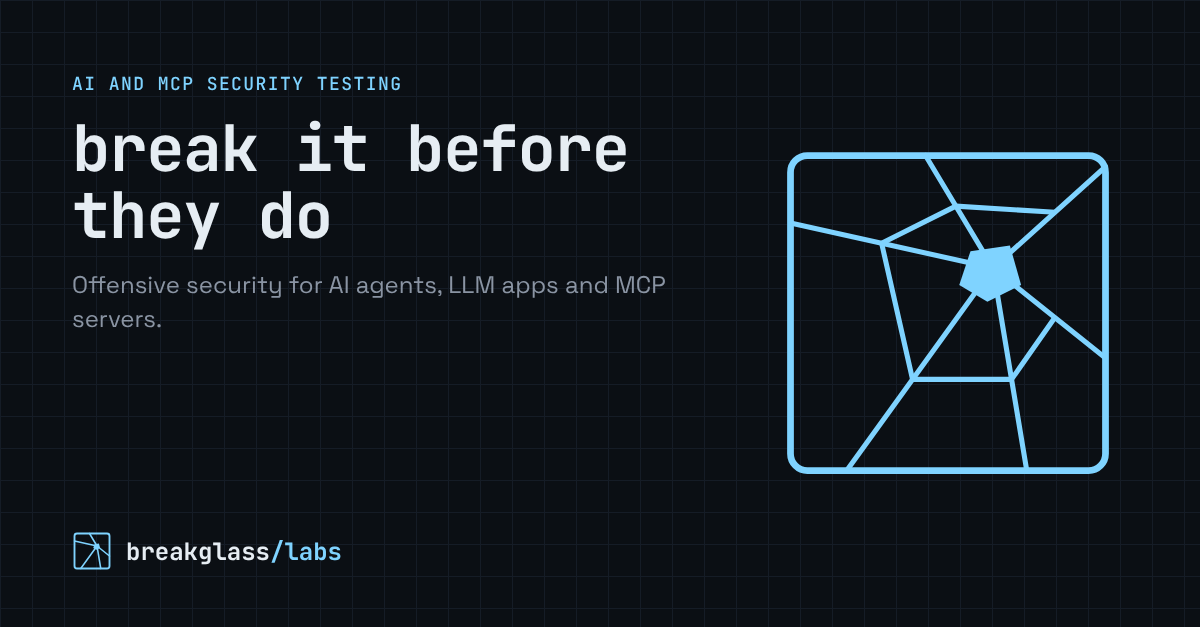 AI AND MCP SECURITY TESTING
break it before
they do
Offensive security for AI agents, LLM apps and MCP
servers.
breakglass/labs